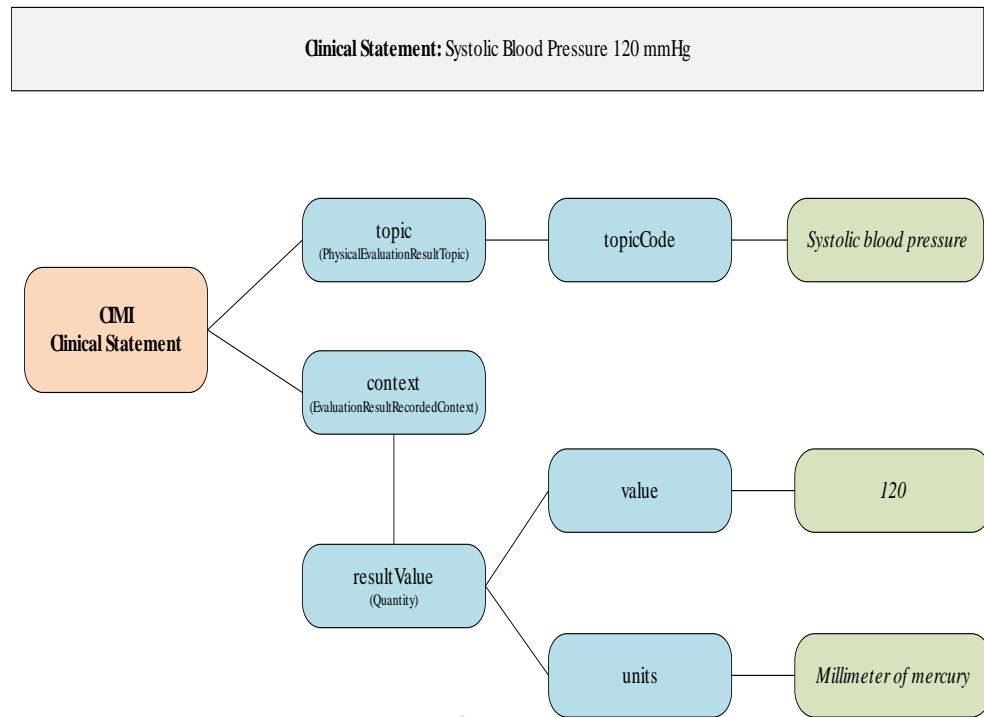 Clinical Statement: Systolic Blood Pressure 120 mmHg
topic
(PhysicalEvaluationResultTopic)
topicCode
Systolic blood pressure
CIMI
Clinical Statement
context
(EvaluationResultRecordedContext)
value
120
resultValue
(Quantity)
units
Millimeter of mercury